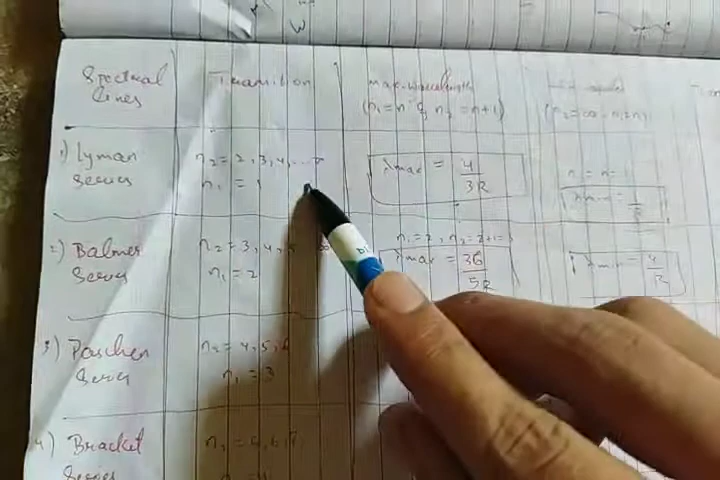 Spectral Lines
Transition
max wavelength
(n₁ = n & n₂ = n+1)
1) Lyman Series
n₂ = 2, 3, 4, ... ∞
n₁ = 1
λmax = 4/3R
n₁ = n
2) Balmer Series
n₂ = 3, 4, 5
n₁ = 2
n₁ = 2, n₂ = 2+1 = 3
λmax = 36/5R
λmin = 4/R
3) Paschen Series
n₂ = 4, 5, 6
n₁ = 3
4) Bracket Series